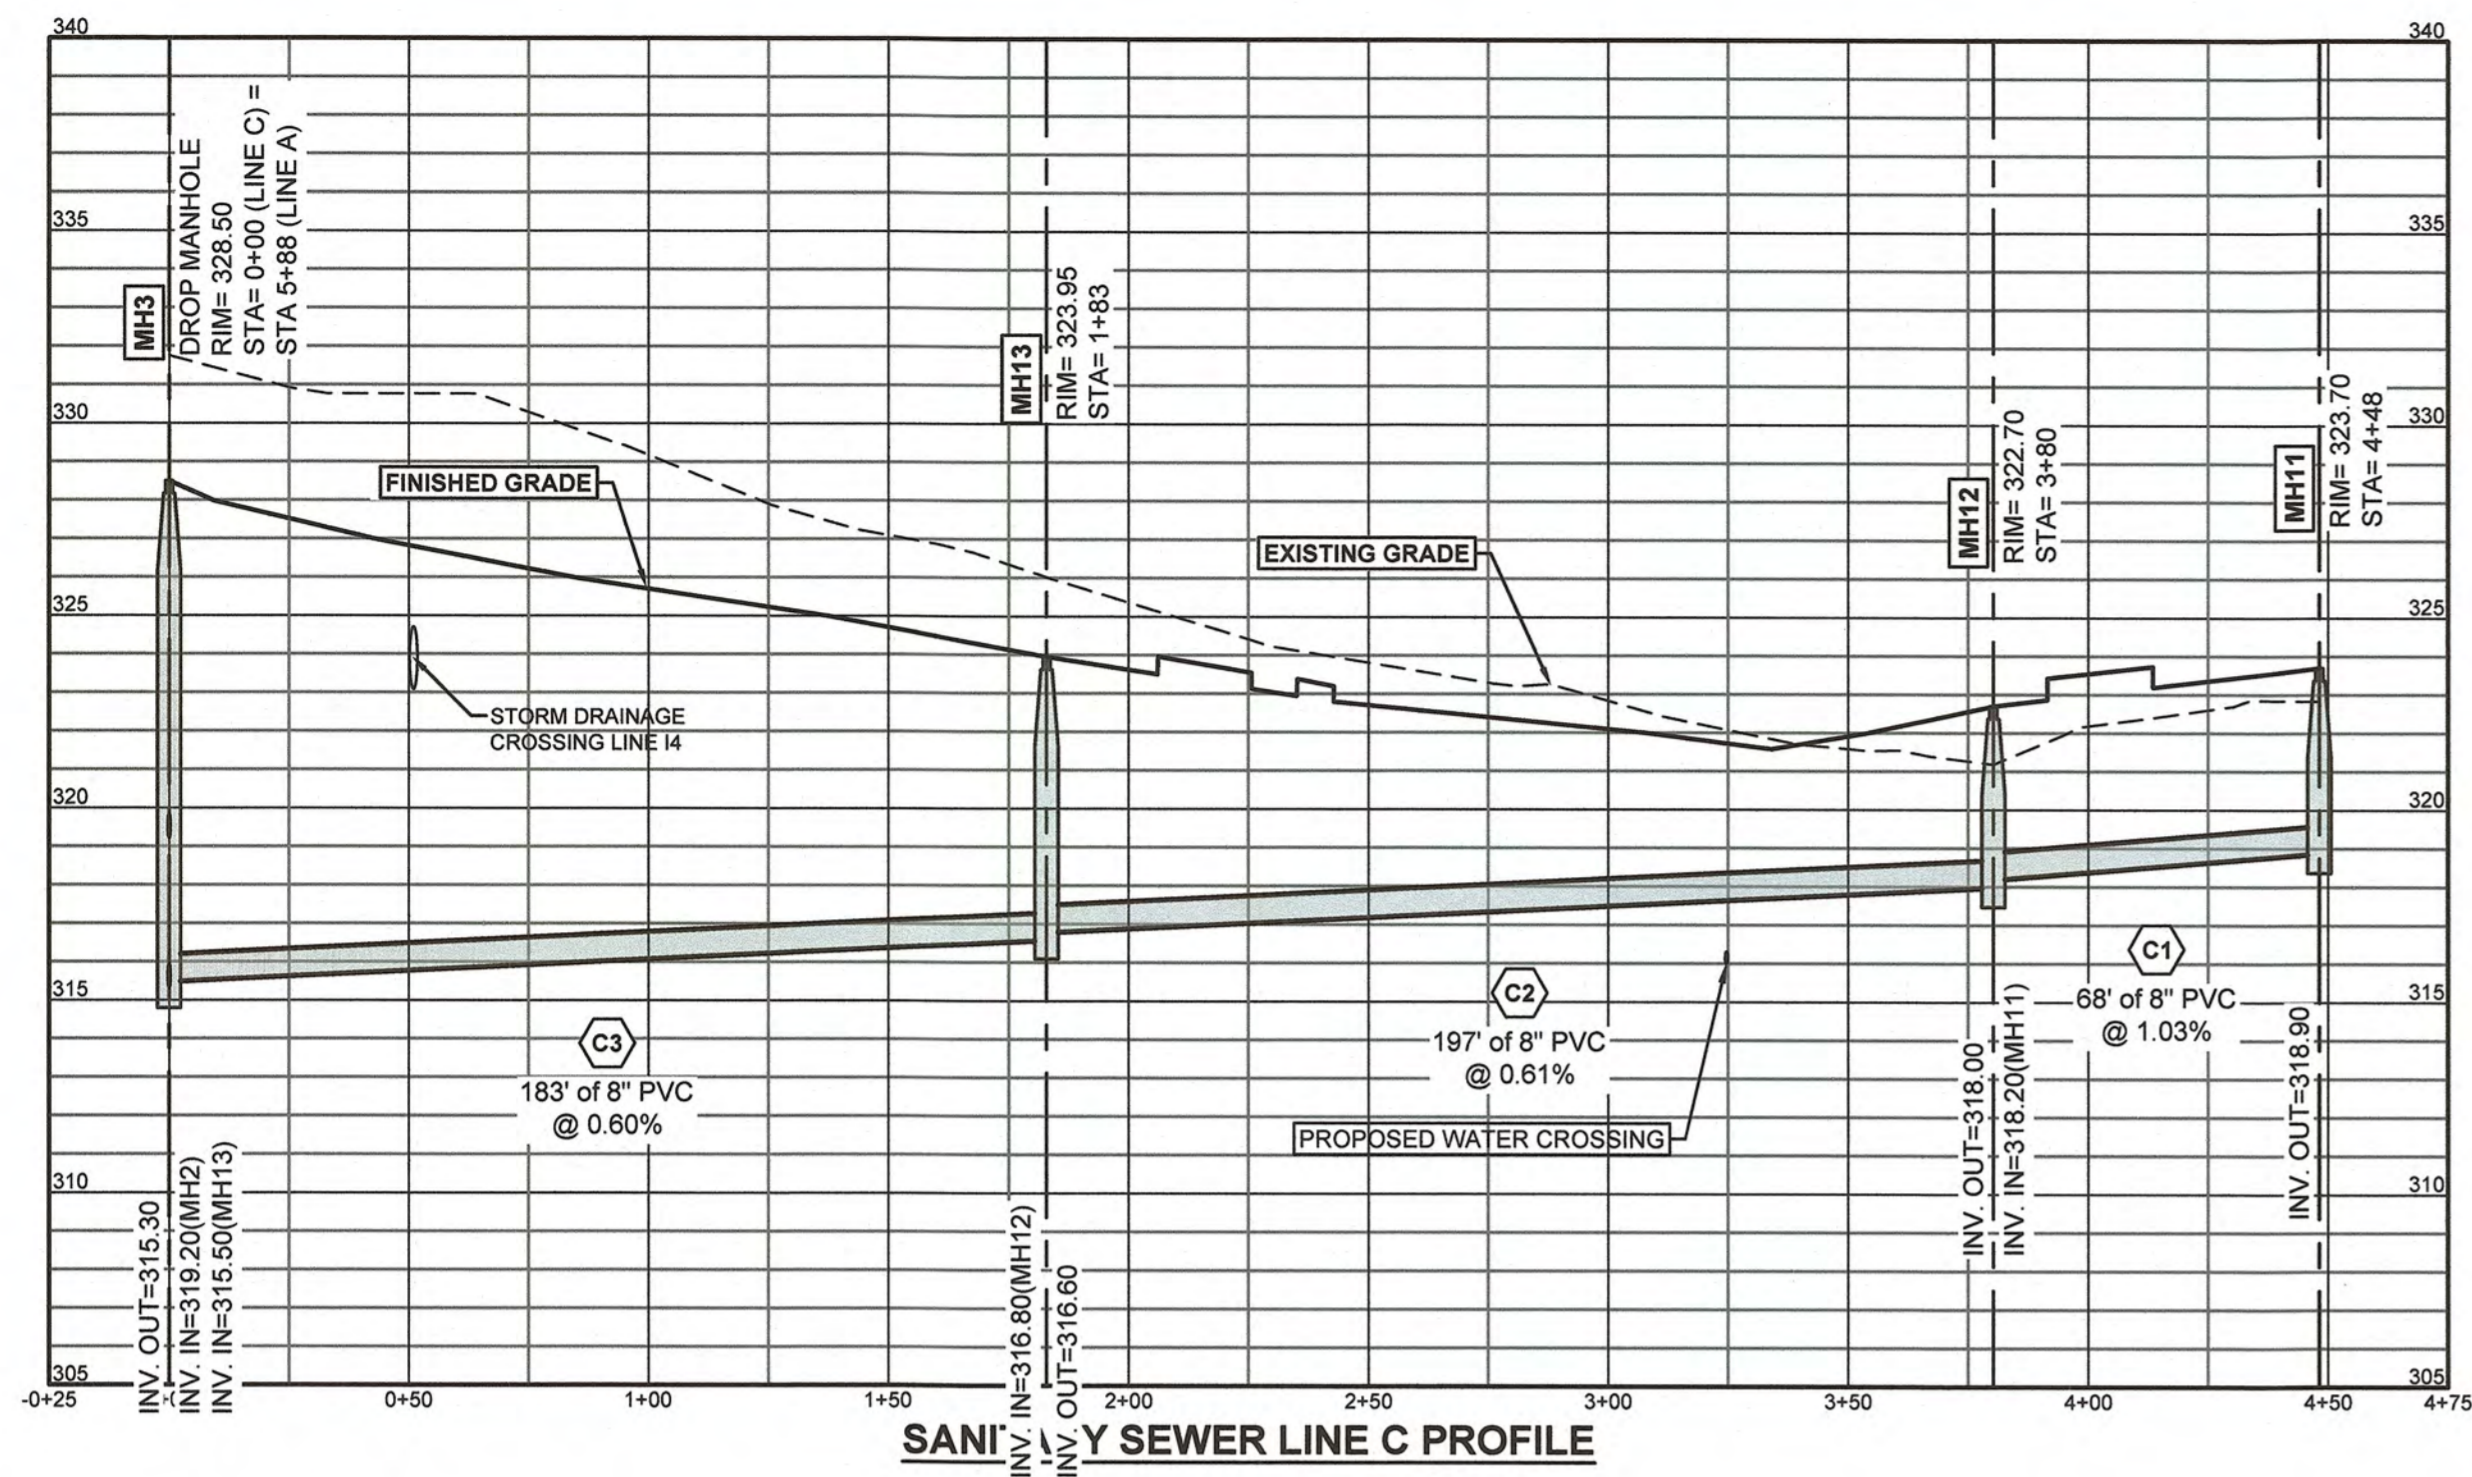 340
340
335
335
330
330
325
325
320
320
315
315
310
310
305
305
MH3
DROP MANHOLE
RIM= 328.50
STA= 0+00 (LINE C) =
STA 5+88 (LINE A)
MH13
RIM= 323.95
STA= 1+83
MH12
RIM= 322.70
STA= 3+80
MH11
RIM= 323.70
STA= 4+48
FINISHED GRADE
EXISTING GRADE
STORM DRAINAGE
CROSSING LINE I4
C3
183' of 8" PVC
@ 0.60%
C2
197' of 8" PVC
@ 0.61%
C1
68' of 8" PVC
@ 1.03%
PROPOSED WATER CROSSING
INV. OUT=315.30
INV. IN=319.20(MH2)
INV. IN=315.50(MH13)
INV. IN=316.80(MH12)
INV. OUT=316.60
INV. OUT=318.00
INV. IN=318.20(MH11)
INV. OUT=318.90
-0+25
0+50
1+00
1+50
2+00
2+50
3+00
3+50
4+00
4+50
4+75
Y SEWER LINE C PROFILE